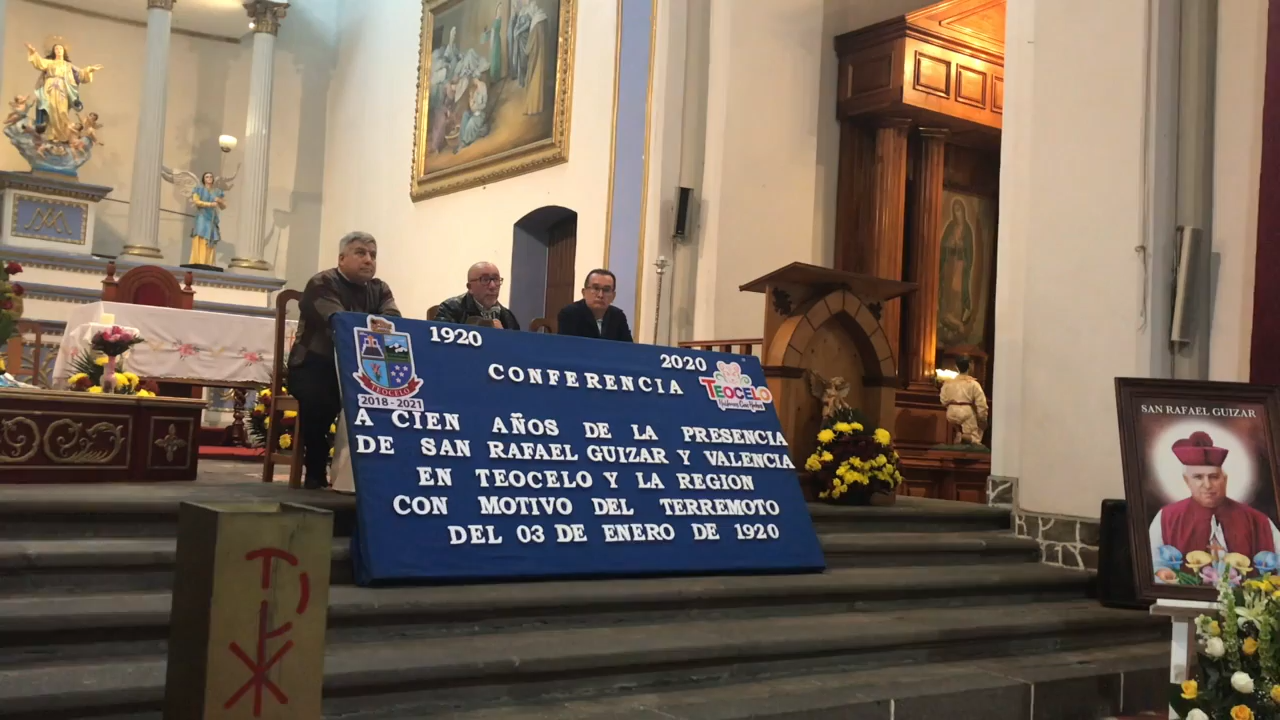 1920
2020
CONFERENCIA
TEOCELO
2018 - 2021
TEOCELO
A CIEN AÑOS DE LA PRESENCIA
DE SAN RAFAEL GUIZAR Y VALENCIA
EN TEOCELO Y LA REGION
CON MOTIVO DEL TERREMOTO
DEL 03 DE ENERO DE 1920
SAN RAFAEL GUIZAR